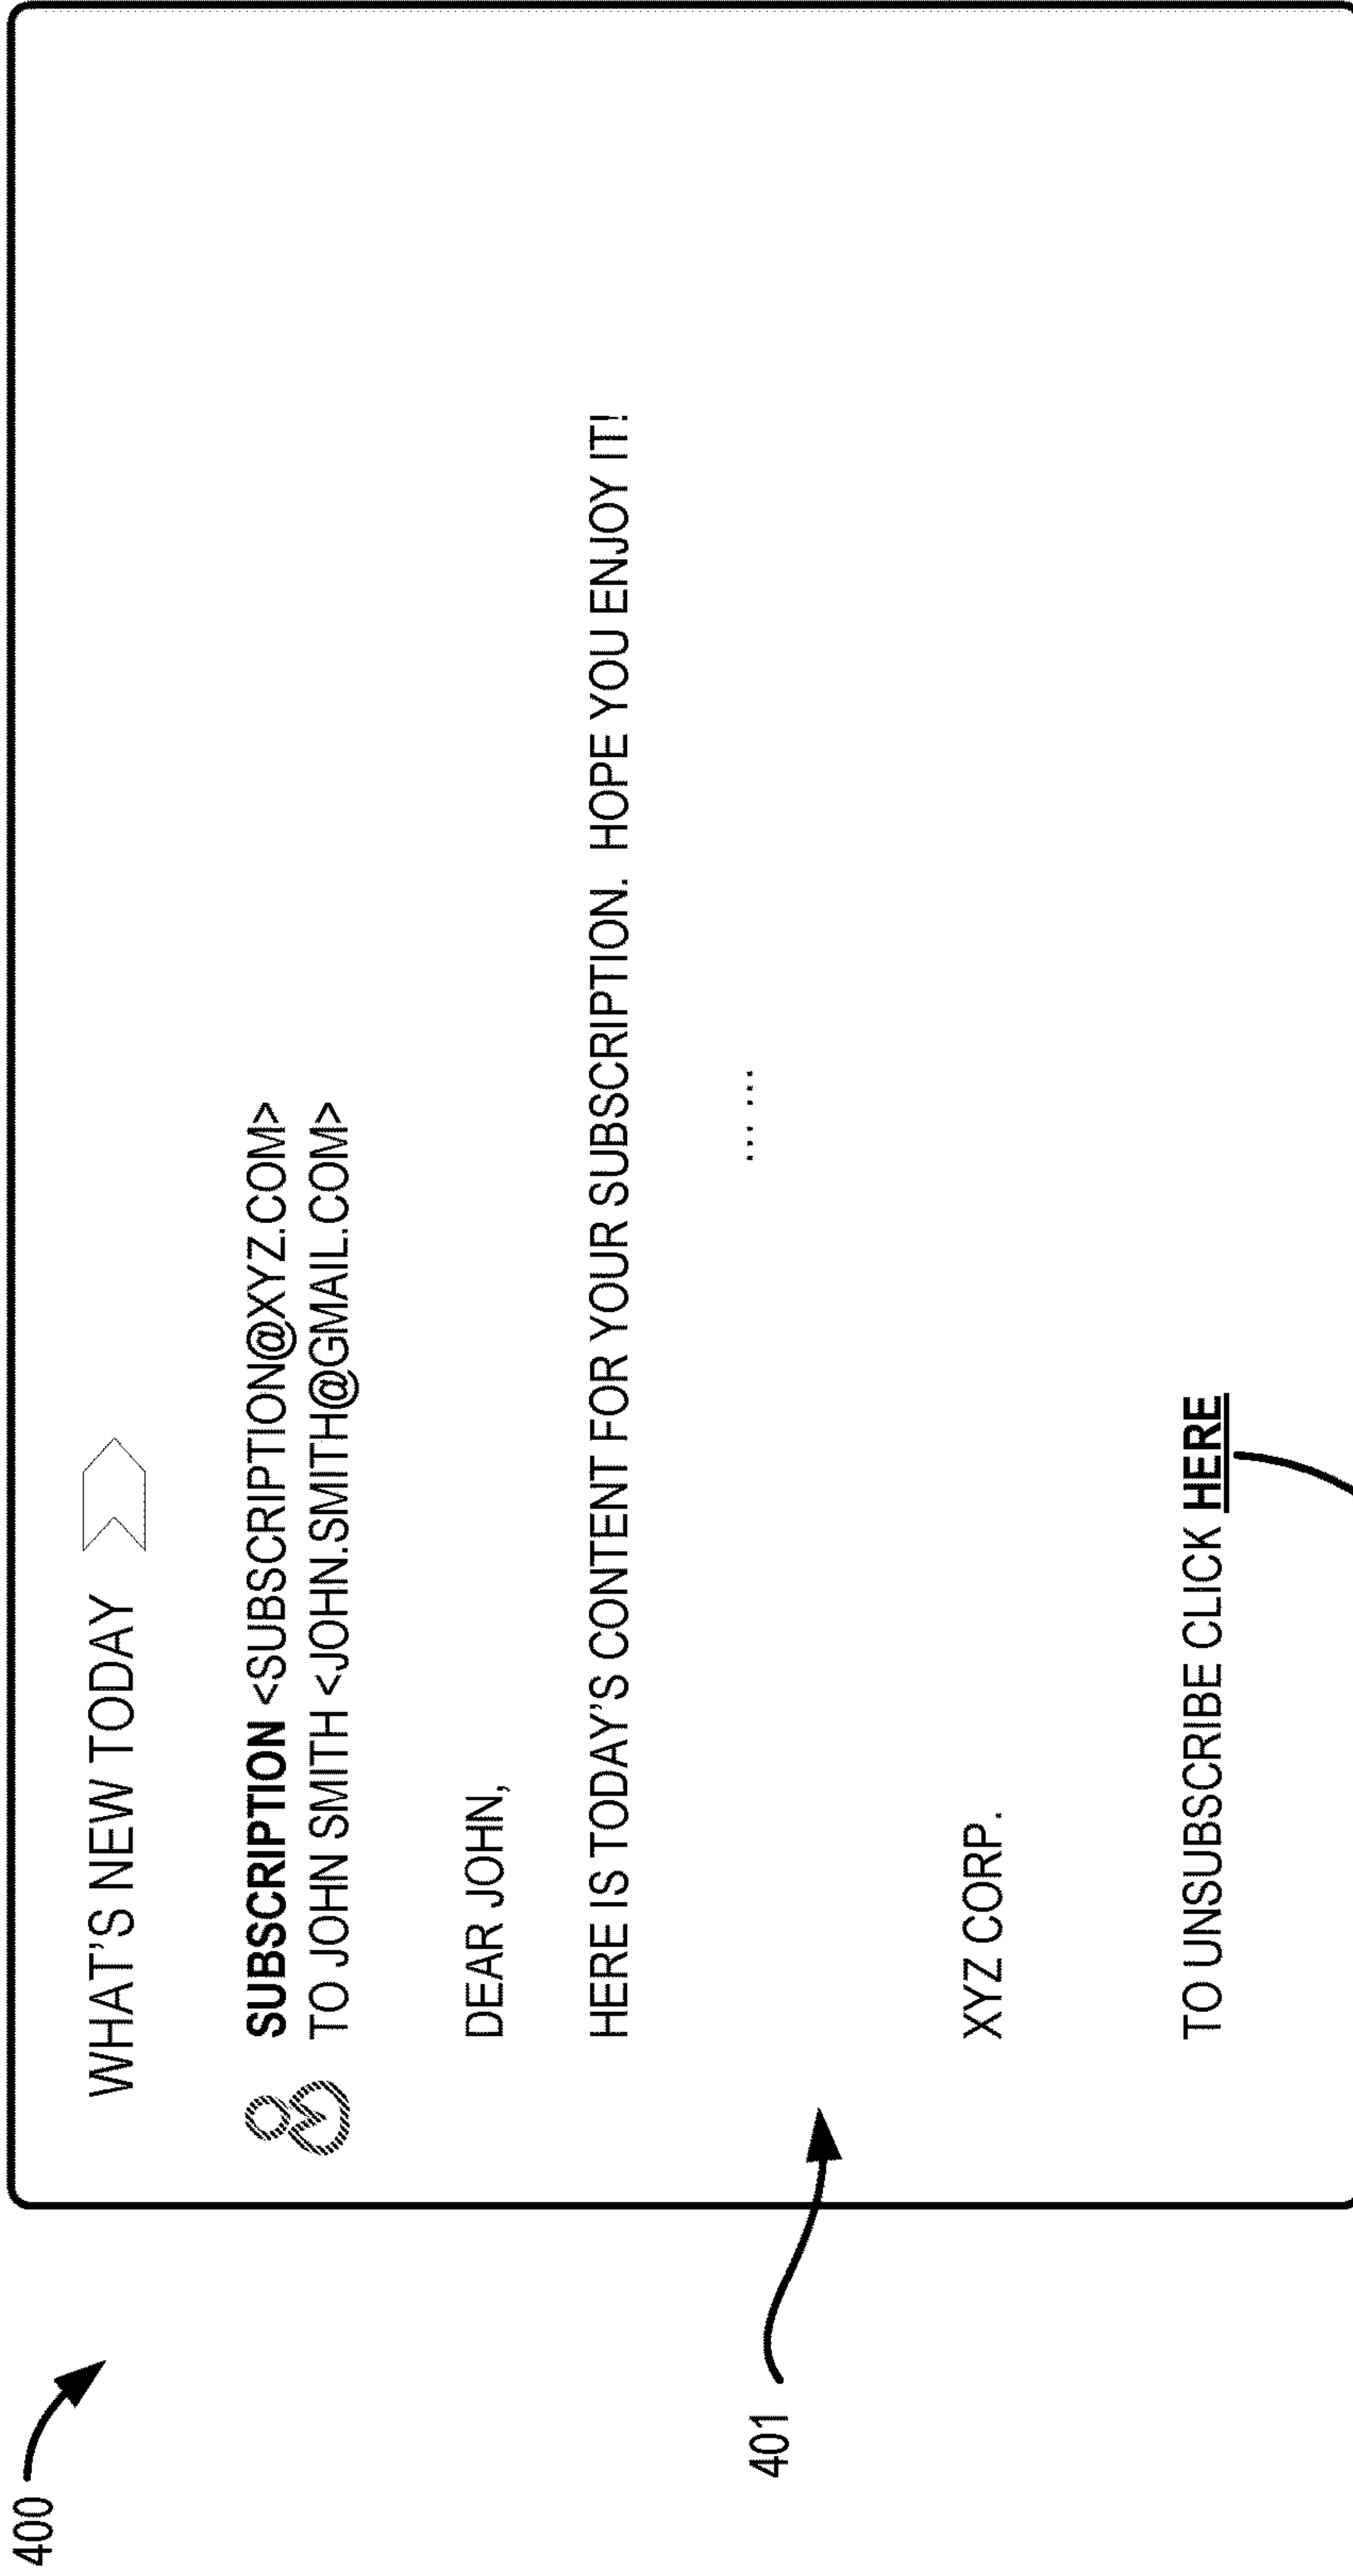 400
WHAT'S NEW TODAY
SUBSCRIPTION <SUBSCRIPTION@XYZ.COM>
TO JOHN SMITH <JOHN.SMITH@GMAIL.COM>
DEAR JOHN,
HERE IS TODAY'S CONTENT FOR YOUR SUBSCRIPTION.  HOPE YOU ENJOY IT!
... ...
401
XYZ CORP.
TO UNSUBSCRIBE CLICK HERE